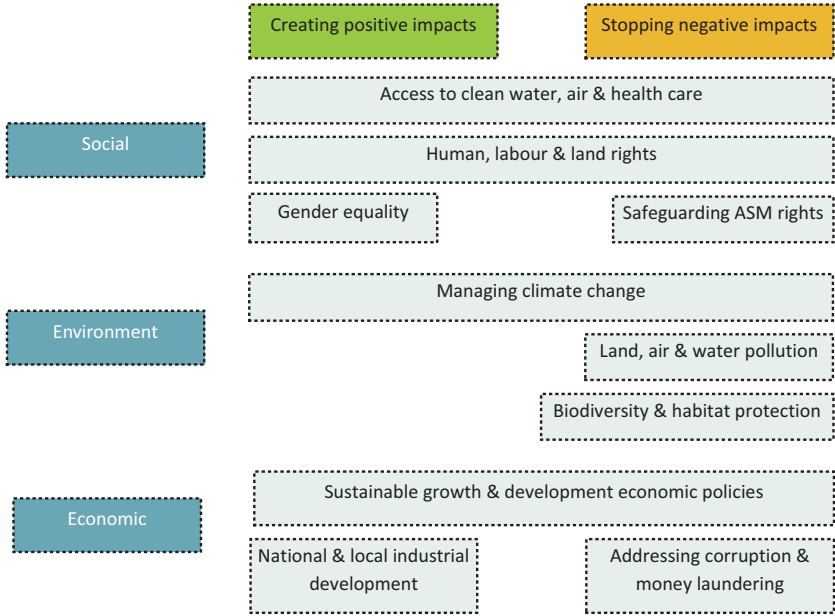 Creating positive impacts
Stopping negative impacts
Social
Access to clean water, air & health care
Human, labour & land rights
Gender equality
Safeguarding ASM rights
Environment
Managing climate change
Land, air & water pollution
Biodiversity & habitat protection
Economic
Sustainable growth & development economic policies
National & local industrial
development
Addressing corruption &
money laundering